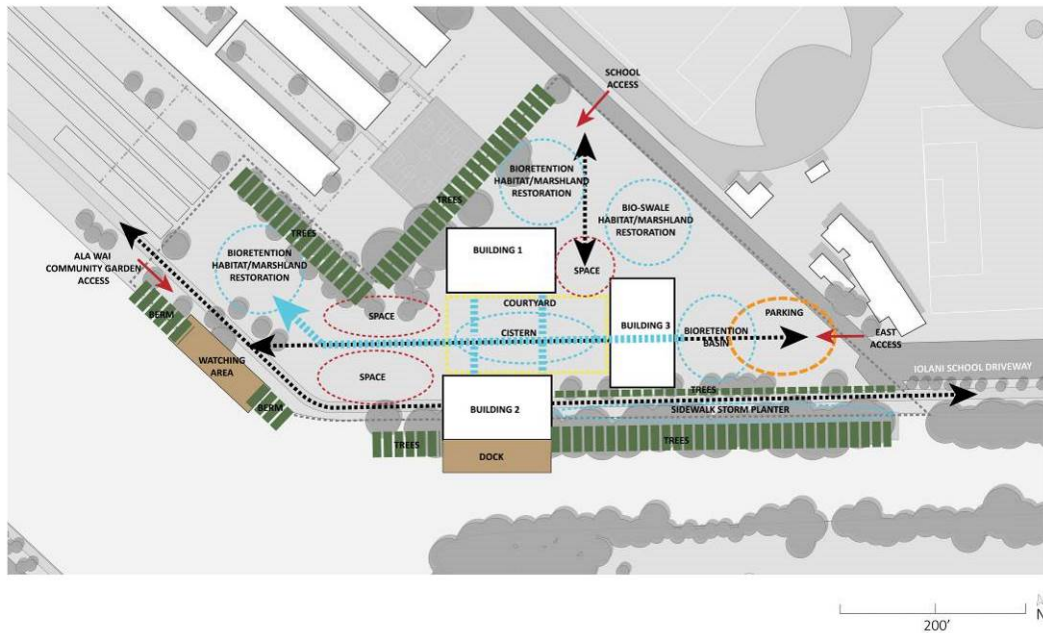 SCHOOL
ACCESS
BIORETENTION
HABITAT/MARSHLAND
RESTORATION
TREES
BIO-SWALE
HABITAT/MARSHLAND
RESTORATION
TREES
BUILDING 1
BIORETENTION
HABITAT/MARSHLAND
RESTORATION
ALA WAI
COMMUNITY GARDEN
ACCESS
SPACE
COURTYARD
BERM
SPACE
CISTERN
BUILDING 3
BIORETENTION
BASIN
PARKING
EAST
ACCESS
WATCHING
AREA
SPACE
IOLANI SCHOOL DRIVEWAY
TREES
BERM
BUILDING 2
SIDEWALK STORM PLANTER
TREES
TREES
DOCK
200'
N